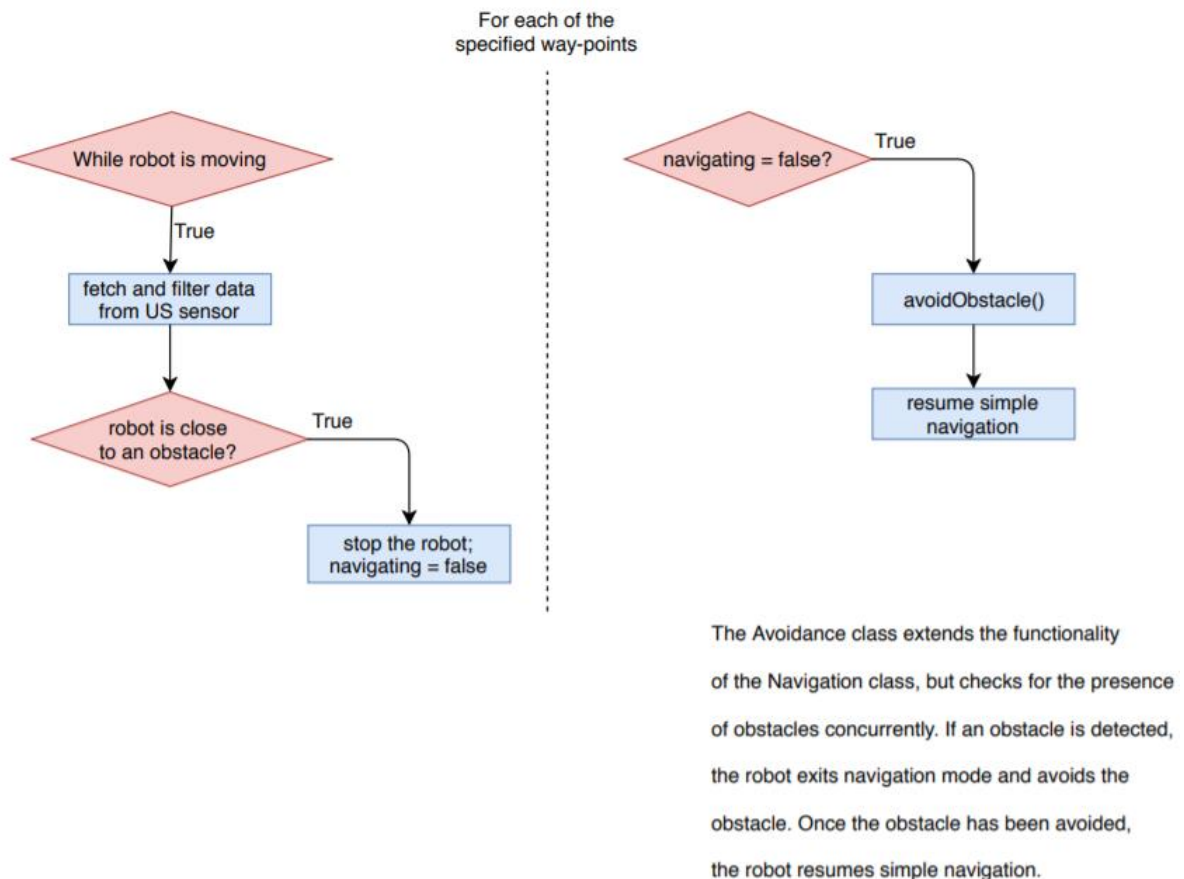 For each of the
specified way-points
While robot is moving
True
fetch and filter data
from US sensor
robot is close
to an obstacle?
True
stop the robot;
navigating = false
navigating = false?
True
avoidObstacle()
resume simple
navigation
The Avoidance class extends the functionality
of the Navigation class, but checks for the presence
of obstacles concurrently. If an obstacle is detected,
the robot exits navigation mode and avoids the
obstacle. Once the obstacle has been avoided,
the robot resumes simple navigation.